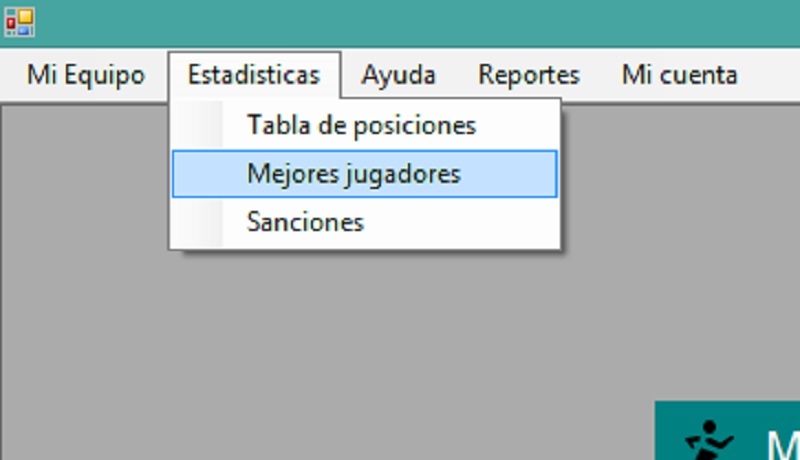 Mi Equipo Estadisticas Ayuda Reportes Mi cuenta
Tabla de posiciones
Mejores jugadores
Sanciones